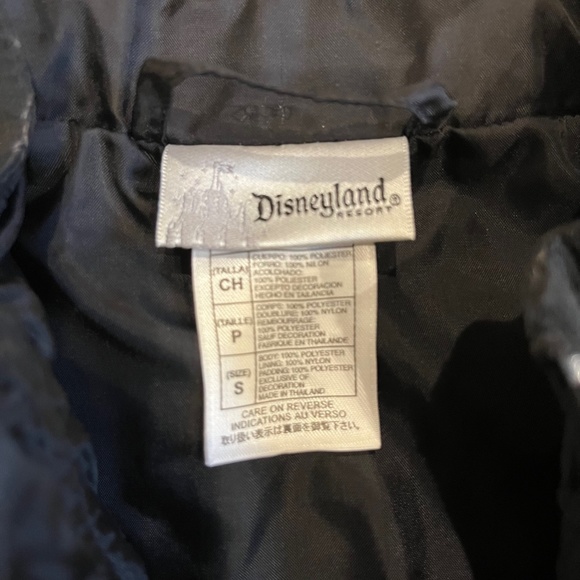 Disneyland®
RESORT
(TALLA)
CH
CUERPO: 100% POLIESTER
FORRO: 100% NILON
ACOLCHADO:
100% POLIESTER
EXCEPTO DECORACION
HECHO EN TAILANDIA
(TAILLE)
P
CORPS: 100% POLYESTER
DOUBLURE: 100% NYLON
REMBOURRAGE:
100% POLYESTER
SAUF DECORATION
FABRIQUE EN THAILANDE
(SIZE)
S
BODY: 100% POLYESTER
LINING: 100% NYLON
PADDING: 100% POLYESTER
EXCLUSIVE OF
DECORATION
MADE IN THAILAND
CARE ON REVERSE
INDICATIONS AU VERSO
取り扱い表示は裏面を御覧下さい